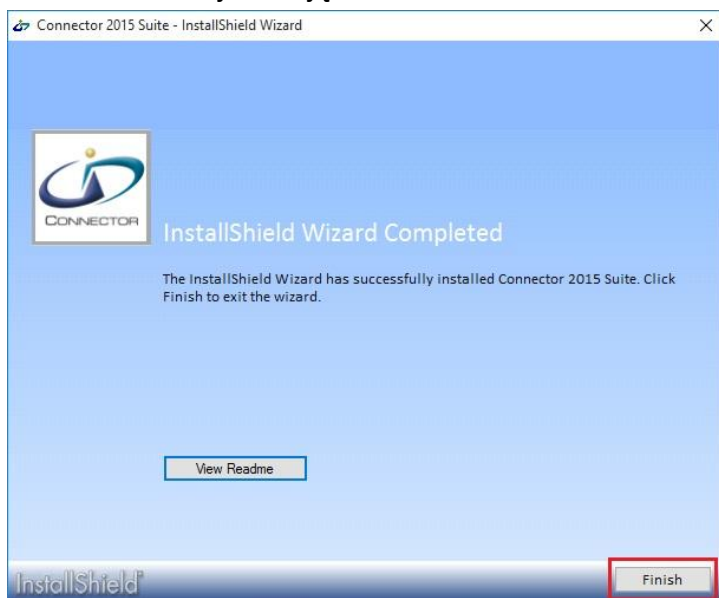 Connector 2015 Suite - InstallShield Wizard
CONNECTOR
InstallShield Wizard Completed
The InstallShield Wizard has successfully installed Connector 2015 Suite. Click
Finish to exit the wizard.
View Readme
InstallShield
Finish